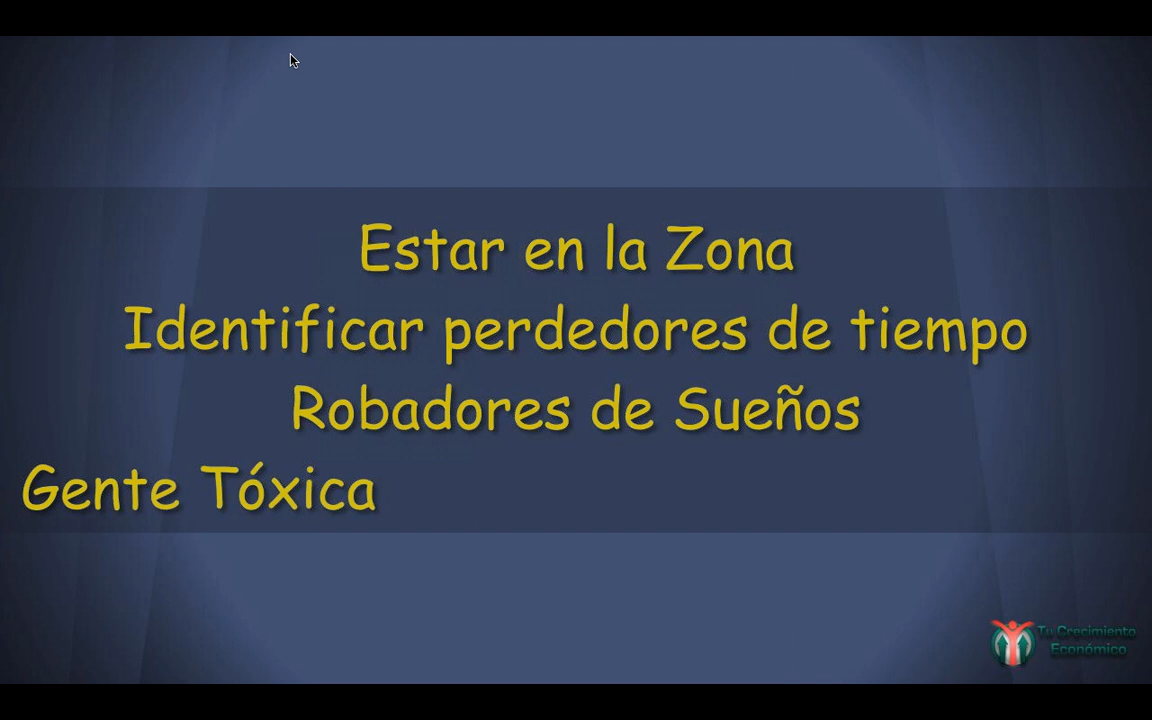 Estar en la Zona
Identificar perdedores de tiempo
Robadores de Sueños
Gente Tóxica
Tu Crecimiento
Económico